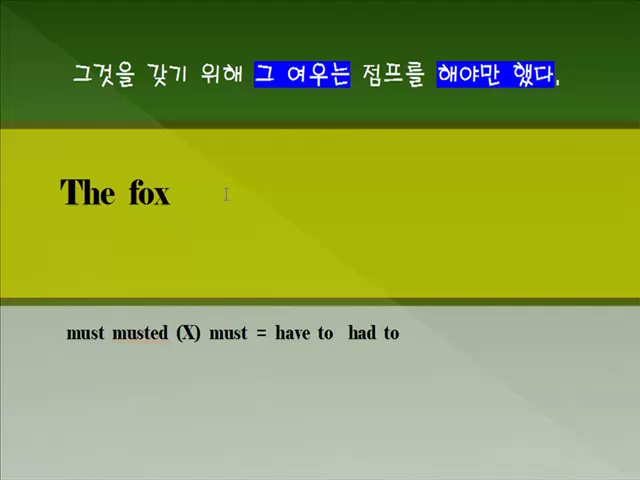 그것을 갖기 위해 그 여우는 점프를 해야만 했다.
The fox
must musted (X) must = have to had to